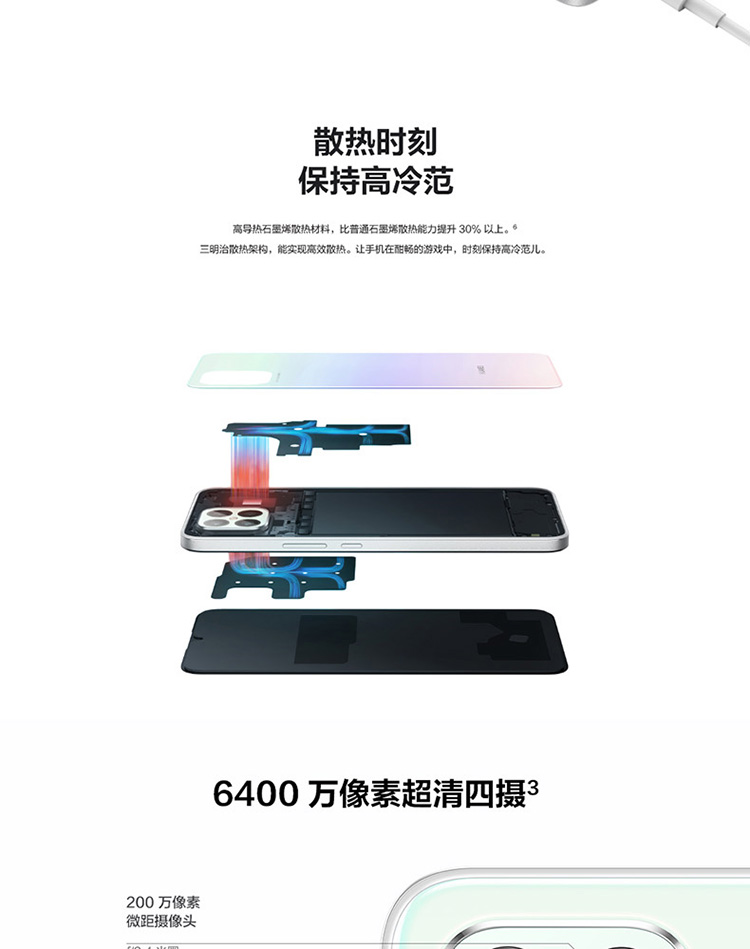 散热时刻
保持高冷范
高导热石墨烯散热材料，比普通石墨烯散热能力提升 30% 以上。⁶
三明治散热架构，能实现高效散热。让手机在酣畅的游戏中，时刻保持高冷范儿。
6400 万像素超清四摄³
200 万像素
微距摄像头